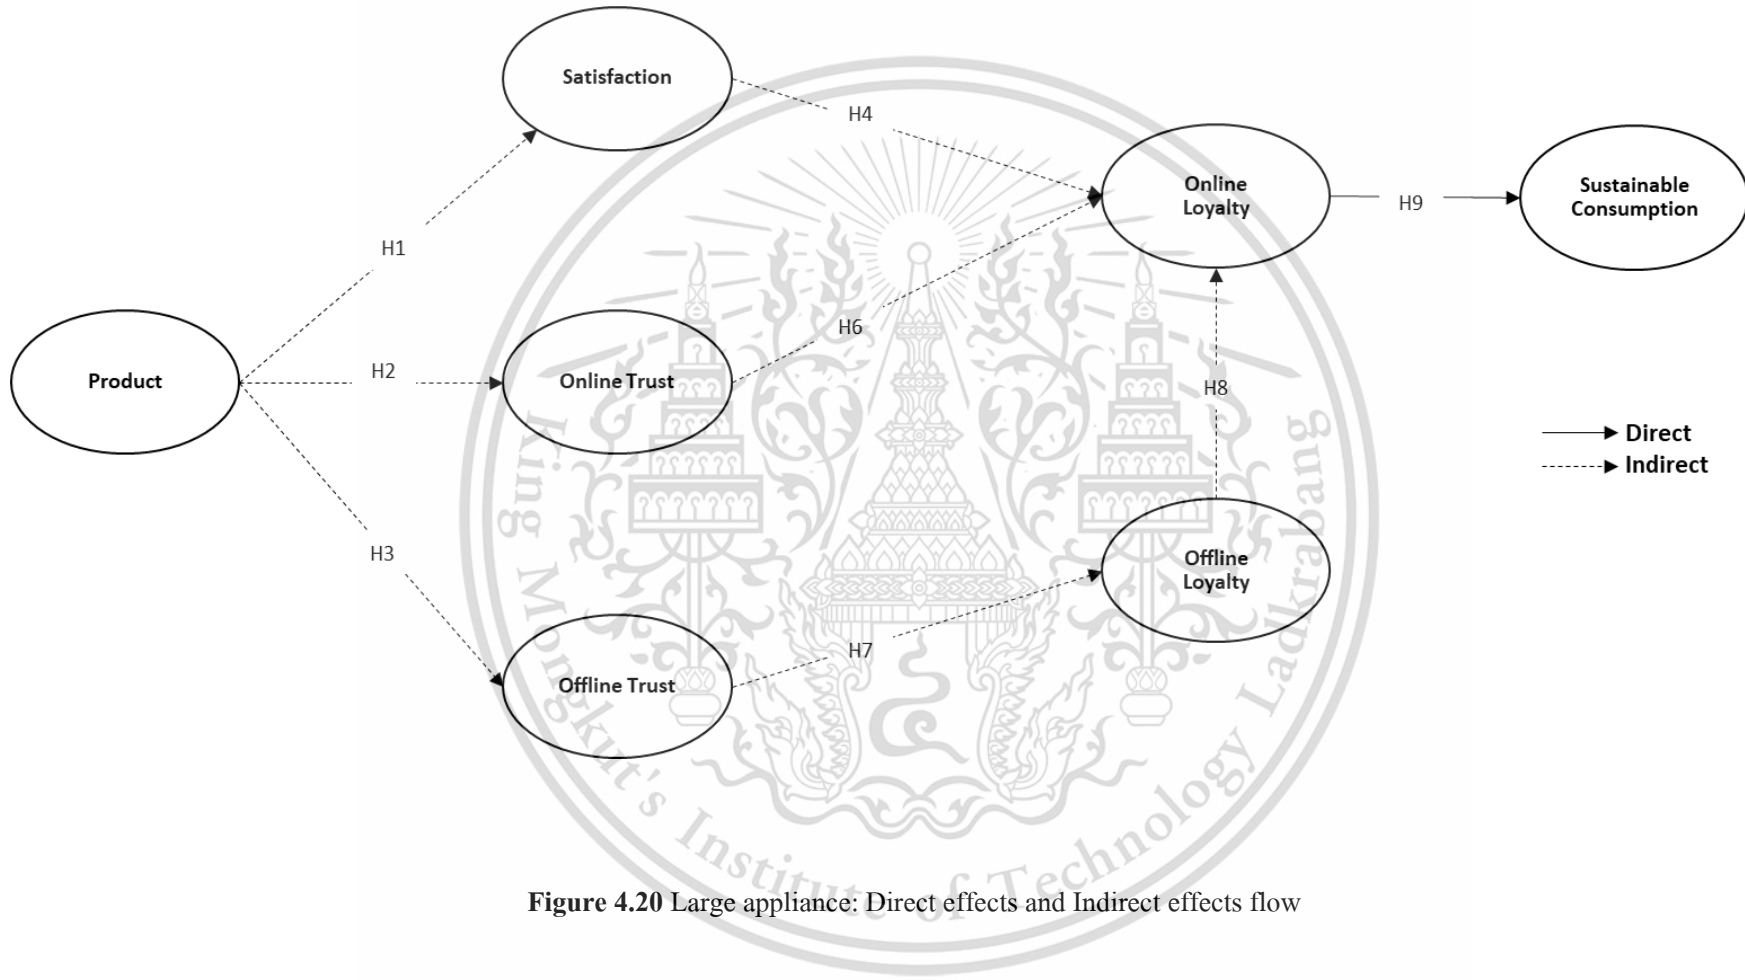 Satisfaction
H4
Online
Loyalty
H9
Sustainable
Consumption
H1
H6
Product
H2
Online Trust
H8
Direct
Indirect
H3
Offline
Loyalty
H7
Offline Trust
King Mongkut's Institute of Technology Ladkrabang
Figure 4.20 Large appliance: Direct effects and Indirect effects flow